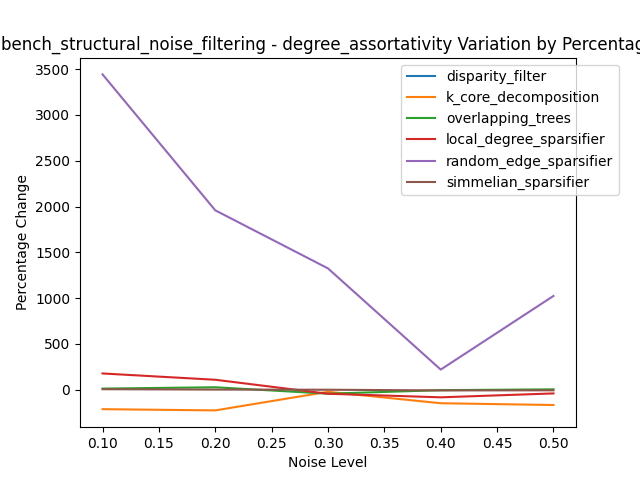 bench_structural_noise_filtering - degree_assortativity Variation by Percentag
3500
3000
2500
2000
1500
1000
500
0
Percentage Change
disparity_filter
k_core_decomposition
overlapping_trees
local_degree_sparsifier
random_edge_sparsifier
simmelian_sparsifier
0.10 0.15 0.20 0.25 0.30 0.35 0.40 0.45 0.50
Noise Level